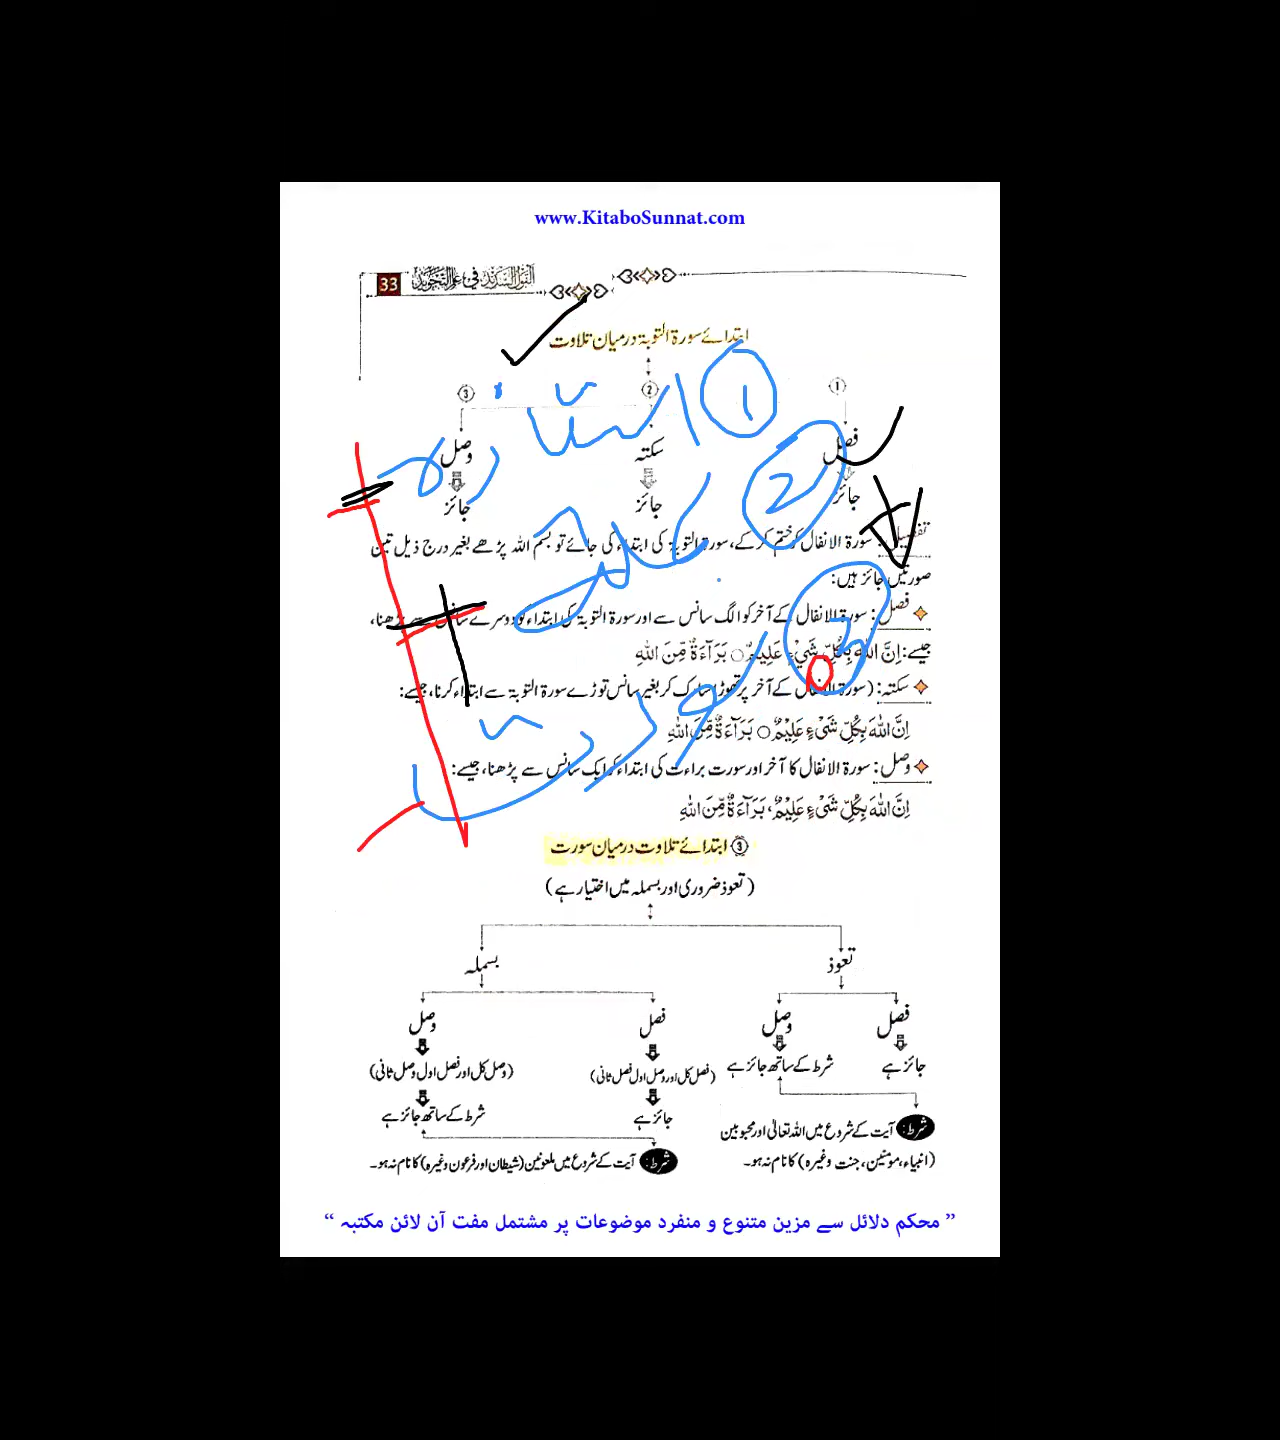 www.KitaboSunnat.com
33 القول السديد في علم التجويد
ابتدائے سورۃ التوبۃ درمیان تلاوت
① ② ③
فصل سکتہ وصل
جائز جائز جائز
تفصیل: سورۃ الانفال کو ختم کر کے، سورۃ التوبۃ کی ابتداء کی جائے تو بسم اللہ پڑھے بغیر درج ذیل تین
صورتیں جائز ہیں:
فصل: سورۃ الانفال کے آخر کو الگ سانس سے اور سورۃ التوبۃ کی ابتداء کو دوسرے سانس سے پڑھنا،
جیسے: اِنَّ اللّٰهَ بِكُلِّ شَيْءٍ عَلِيْمٌ ○ بَرَآءَةٌ مِّنَ اللّٰهِ
سکتہ: (سورۃ الانفال کے آخر پر تھوڑا سا رک کر بغیر سانس توڑے سورۃ التوبۃ سے ابتداء کرنا، جیسے:
اِنَّ اللّٰهَ بِكُلِّ شَيْءٍ عَلِيْمٌ ○ بَرَآءَةٌ مِّنَ اللّٰهِ
وصل: سورۃ الانفال کا آخر اور سورت براءت کی ابتداء کو ایک سانس سے پڑھنا، جیسے:
اِنَّ اللّٰهَ بِكُلِّ شَيْءٍ عَلِيْمٌ، بَرَآءَةٌ مِّنَ اللّٰهِ
③ ابتدائے تلاوت درمیان سورت
(تعوذ ضروری اور بسملہ میں اختیار ہے)
تعوذ بسملہ
فصل وصل فصل وصل
جائز ہے شرط کے ساتھ جائز ہے (فصل کل اور وصل اول فصل ثانی) (وصل کل اور فصل اول وصل ثانی)
جائز ہے شرط کے ساتھ جائز ہے
شرط: آیت کے شروع میں اللہ تعالیٰ اور محبوبین
(انبیاء، مومنین، جنت وغیرہ) کا نام نہ ہو۔
شرط: آیت کے شروع میں ملعونین (شیطان اور فرعون وغیرہ) کا نام نہ ہو۔
” محکم دلائل سے مزین متنوع و منفرد موضوعات پر مشتمل مفت آن لائن مکتبہ “
1
2
3 سورت